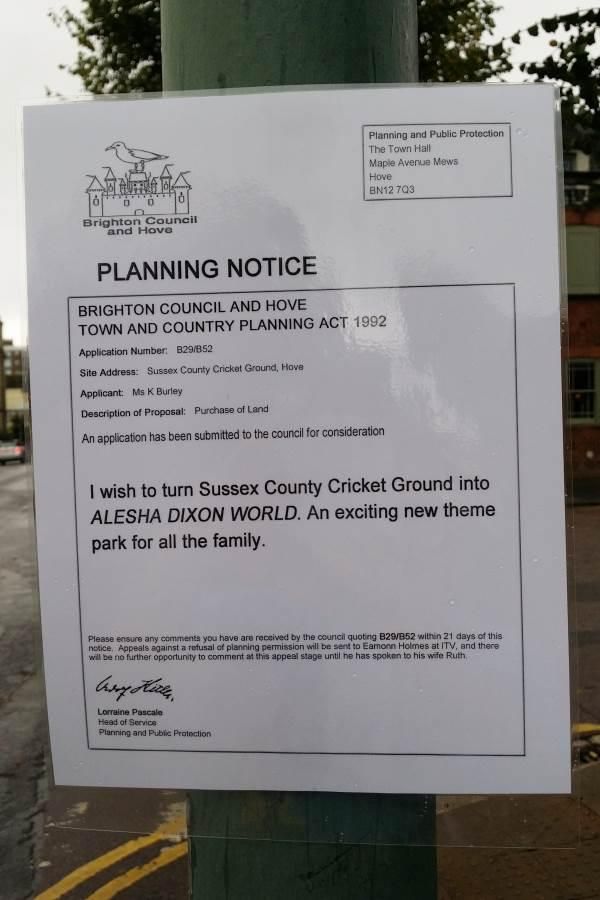 Brighton Council
and Hove
Planning and Public Protection
The Town Hall
Maple Avenue Mews
Hove
BN12 7Q3
PLANNING NOTICE
BRIGHTON COUNCIL AND HOVE
TOWN AND COUNTRY PLANNING ACT 1992
Application Number: B29/B52
Site Address: Sussex County Cricket Ground, Hove
Applicant: Ms K Burley
Description of Proposal: Purchase of Land
An application has been submitted to the council for consideration
I wish to turn Sussex County Cricket Ground into
ALESHA DIXON WORLD. An exciting new theme
park for all the family.
Please ensure any comments you have are received by the council quoting B29/B52 within 21 days of this
notice. Appeals against a refusal of planning permission will be sent to Eamonn Holmes at ITV, and there
will be no further opportunity to comment at this appeal stage until he has spoken to his wife Ruth.
Lorraine Pascale
Head of Service
Planning and Public Protection